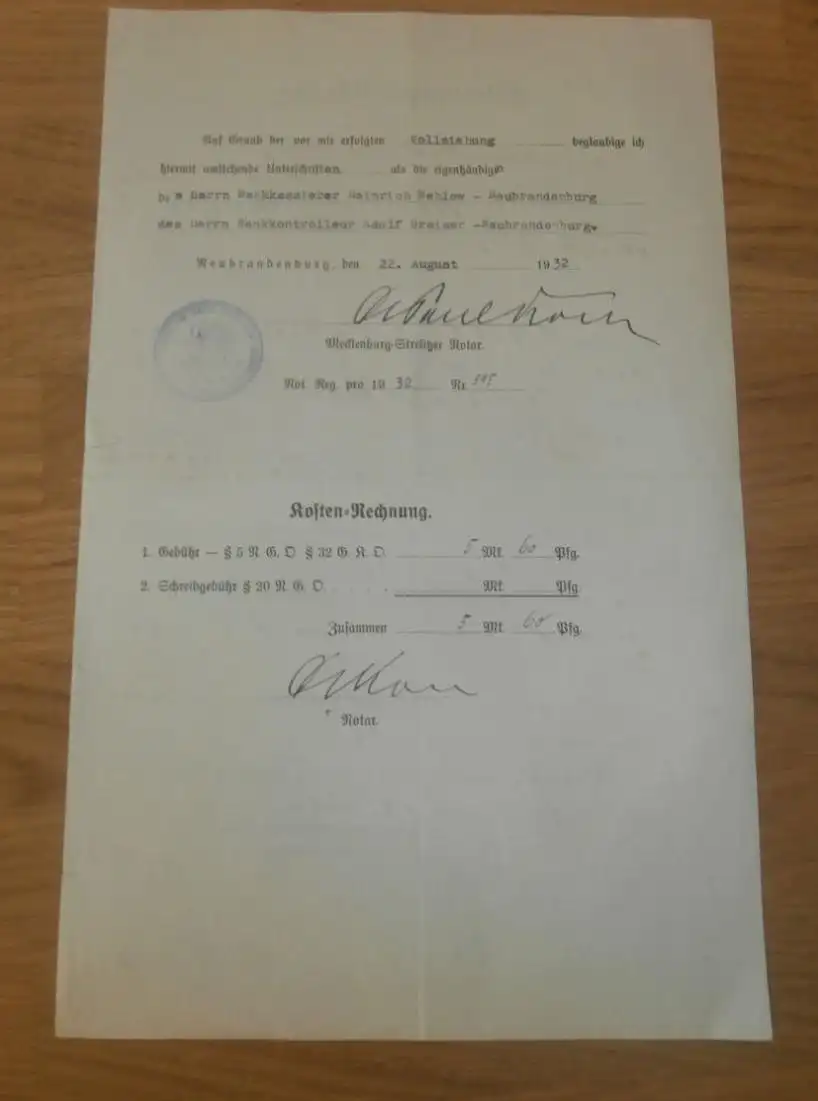 Auf Grund der vor mir erfolgten Vollziehung beglaubige ich
hiermit umstehende Unterschriften als die eigenhändigen
des Herrn Bankkassierer Heinrich - Neubrandenburg
des Herrn Bankkontrolleur Adolf -Neubrandenburg.
Neubrandenburg, den 22. August 1932
Mecklenburg-Strelitzer Notar.
Not. Reg. pro 1932 Nr.
Kosten-Rechnung.
1. Gebühr — § 5 N. G. O. § 32 G. K. O. 5 Mk. 60 Pfg.
2. Schreibgebühr § 20 N. G. O. Mk. Pfg.
Zusammen 5 Mk. 60 Pfg.
Notar.